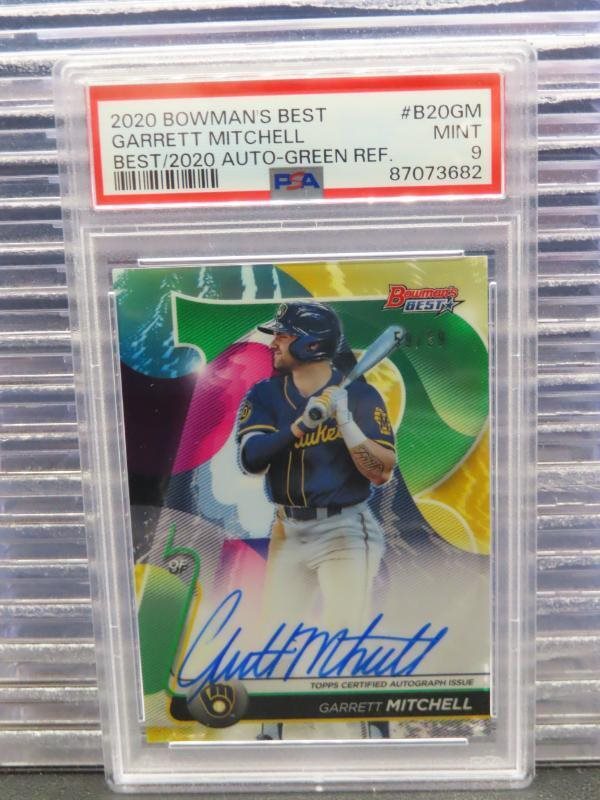 2020 BOWMAN'S BEST #B20GM
GARRETT MITCHELL MINT
BEST/2020 AUTO-GREEN REF. 9
PSA 87073682
Bowman's
BEST
OF
TOPPS CERTIFIED AUTOGRAPH ISSUE
GARRETT MITCHELL